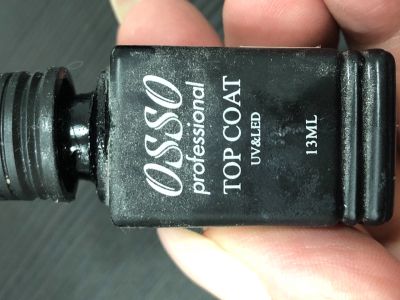 OSSO
professional
TOP COAT
UV&LED
13ML